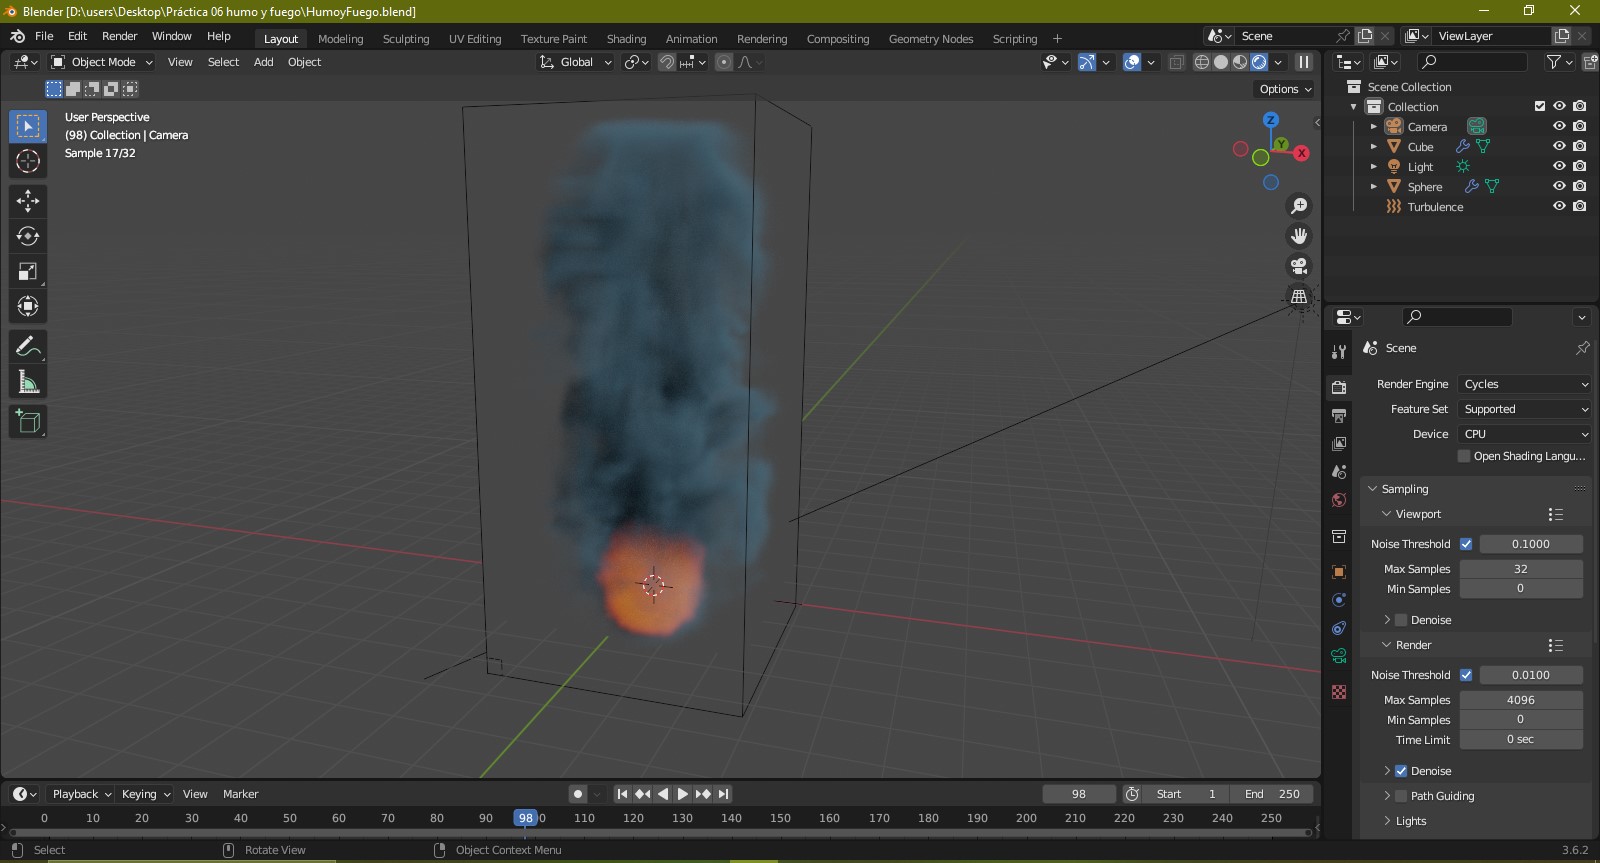 Blender [D:\users\Desktop\Práctica 06 humo y fuego\HumoyFuego.blend]
File Edit Render Window Help Layout Modeling Sculpting UV Editing Texture Paint Shading Animation Rendering Compositing Geometry Nodes Scripting + Scene ViewLayer
Object Mode View Select Add Object Global
Options
User Perspective
(98) Collection | Camera
Sample 17/32
Z
Y
X
Scene Collection
Collection
Camera
Cube
Light
Sphere
Turbulence
Scene
Render Engine Cycles
Feature Set Supported
Device CPU
Open Shading Langu...
Sampling
Viewport
Noise Threshold 0.1000
Max Samples 32
Min Samples 0
Denoise
Render
Noise Threshold 0.0100
Max Samples 4096
Min Samples 0
Time Limit 0 sec
Denoise
Path Guiding
Lights
Playback Keying View Marker 98 Start 1 End 250
0 10 20 30 40 50 60 70 80 90 98 110 120 130 140 150 160 170 180 190 200 210 220 230 240 250
Select Rotate View Object Context Menu 3.6.2